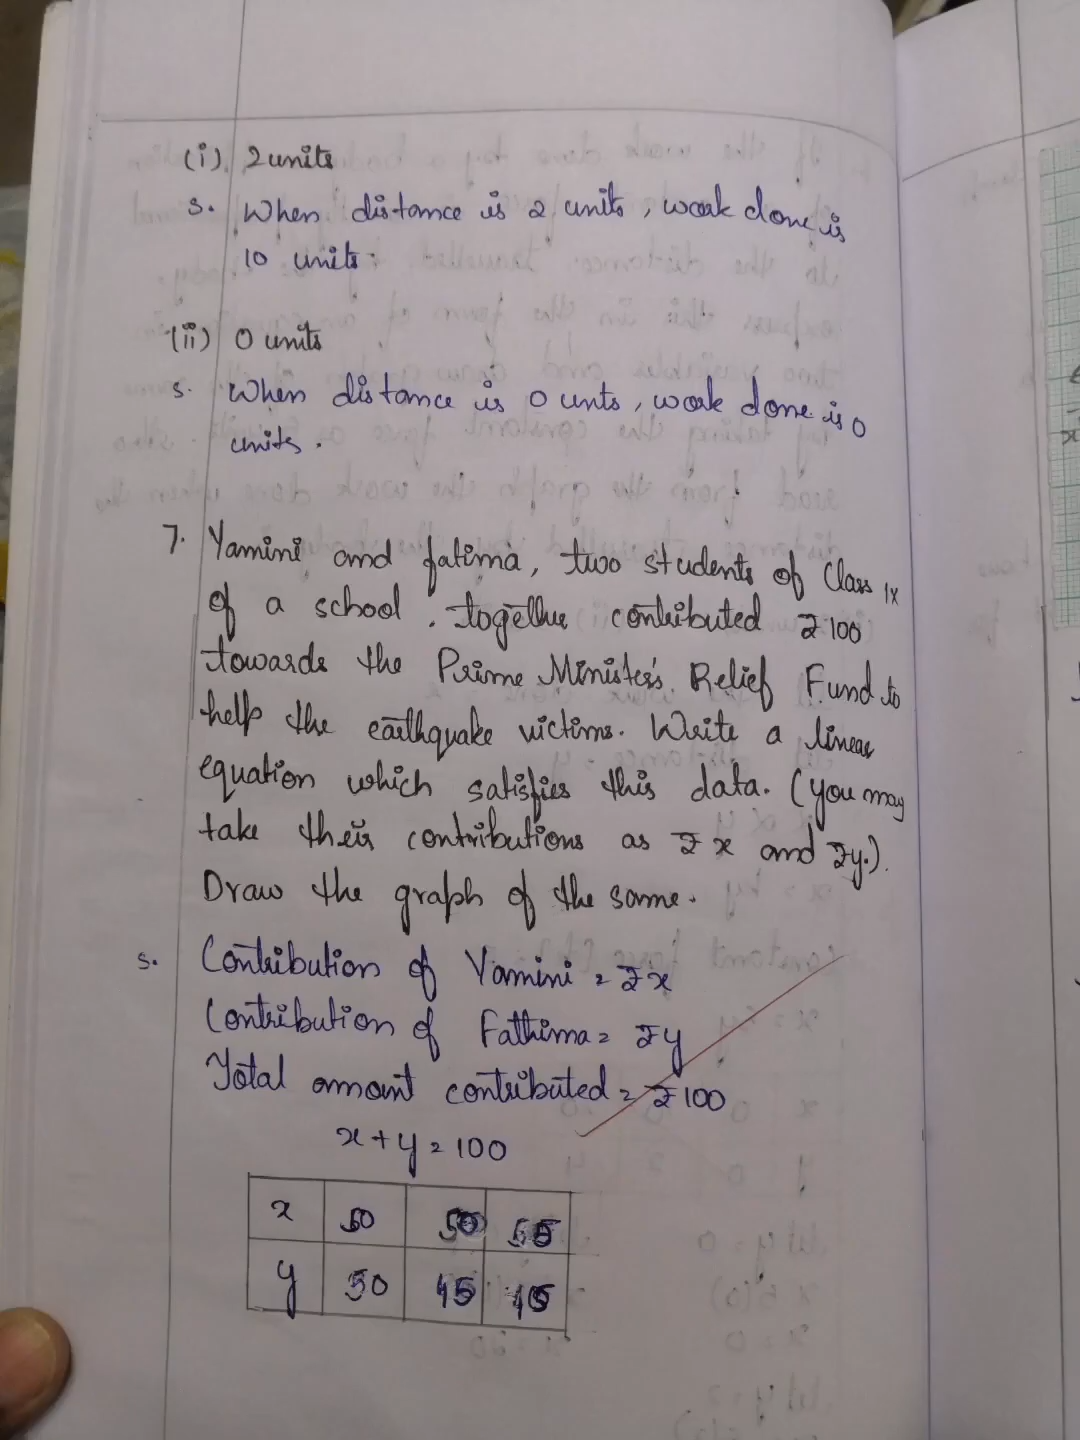 (i) 2 units
s. When distance is 2 units, work done is
10 units.
(ii) 0 units
s. When distance is 0 unts, work done is 0
units.
7. Yamini and fatima, two students of Class IX
of a school, together contributed ₹100
towards the Prime Minister's Relief Fund to
help the earthquake victims. Write a linear
equation which satisfies this data. (you may
take their contributions as ₹x and ₹y.).
Draw the graph of the same.
s. Contribution of Yamini = ₹x
Contribution of Fathima = ₹y
Total amount contributed = ₹100
x + y = 100
x 50
y 50 45